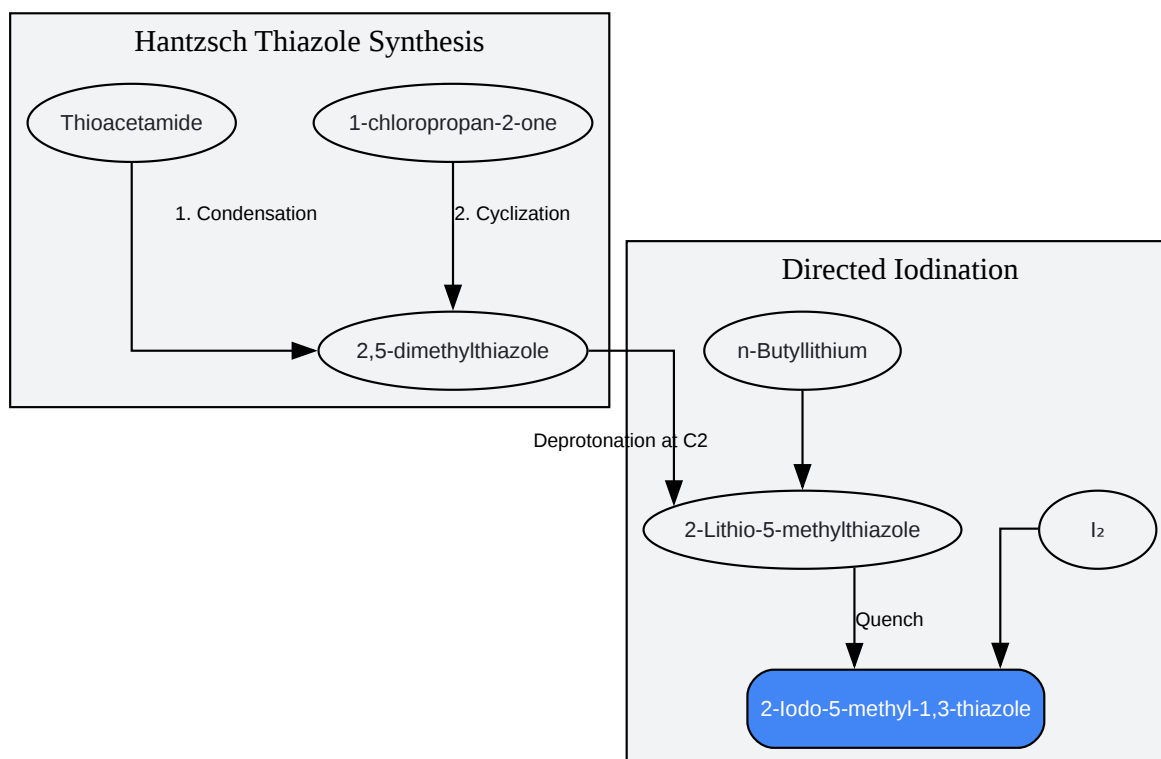 Hantzsch Thiazole Synthesis
Thioacetamide
1-chloropropan-2-one
1. Condensation
2. Cyclization
2,5-dimethylthiazole
Directed Iodination
n-Butyllithium
Deprotonation at C2
2-Lithio-5-methylthiazole
I₂
Quench
2-Iodo-5-methyl-1,3-thiazole